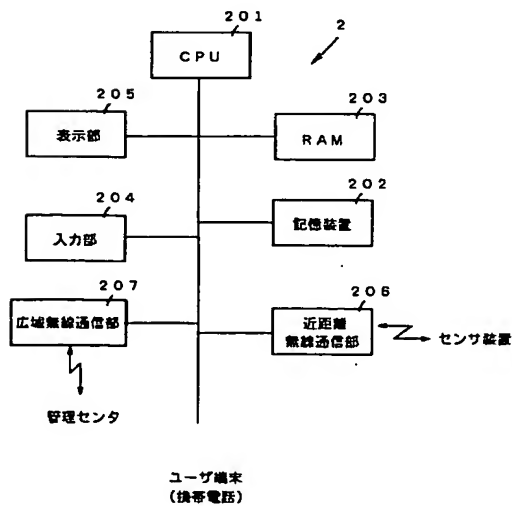 201
CPU
2
205
表示部
203
RAM
204
入力部
202
記憶装置
207
広域無線通信部
206
近距離
無線通信部
センサ装置
管理センタ
ユーザ端末
(携帯電話)